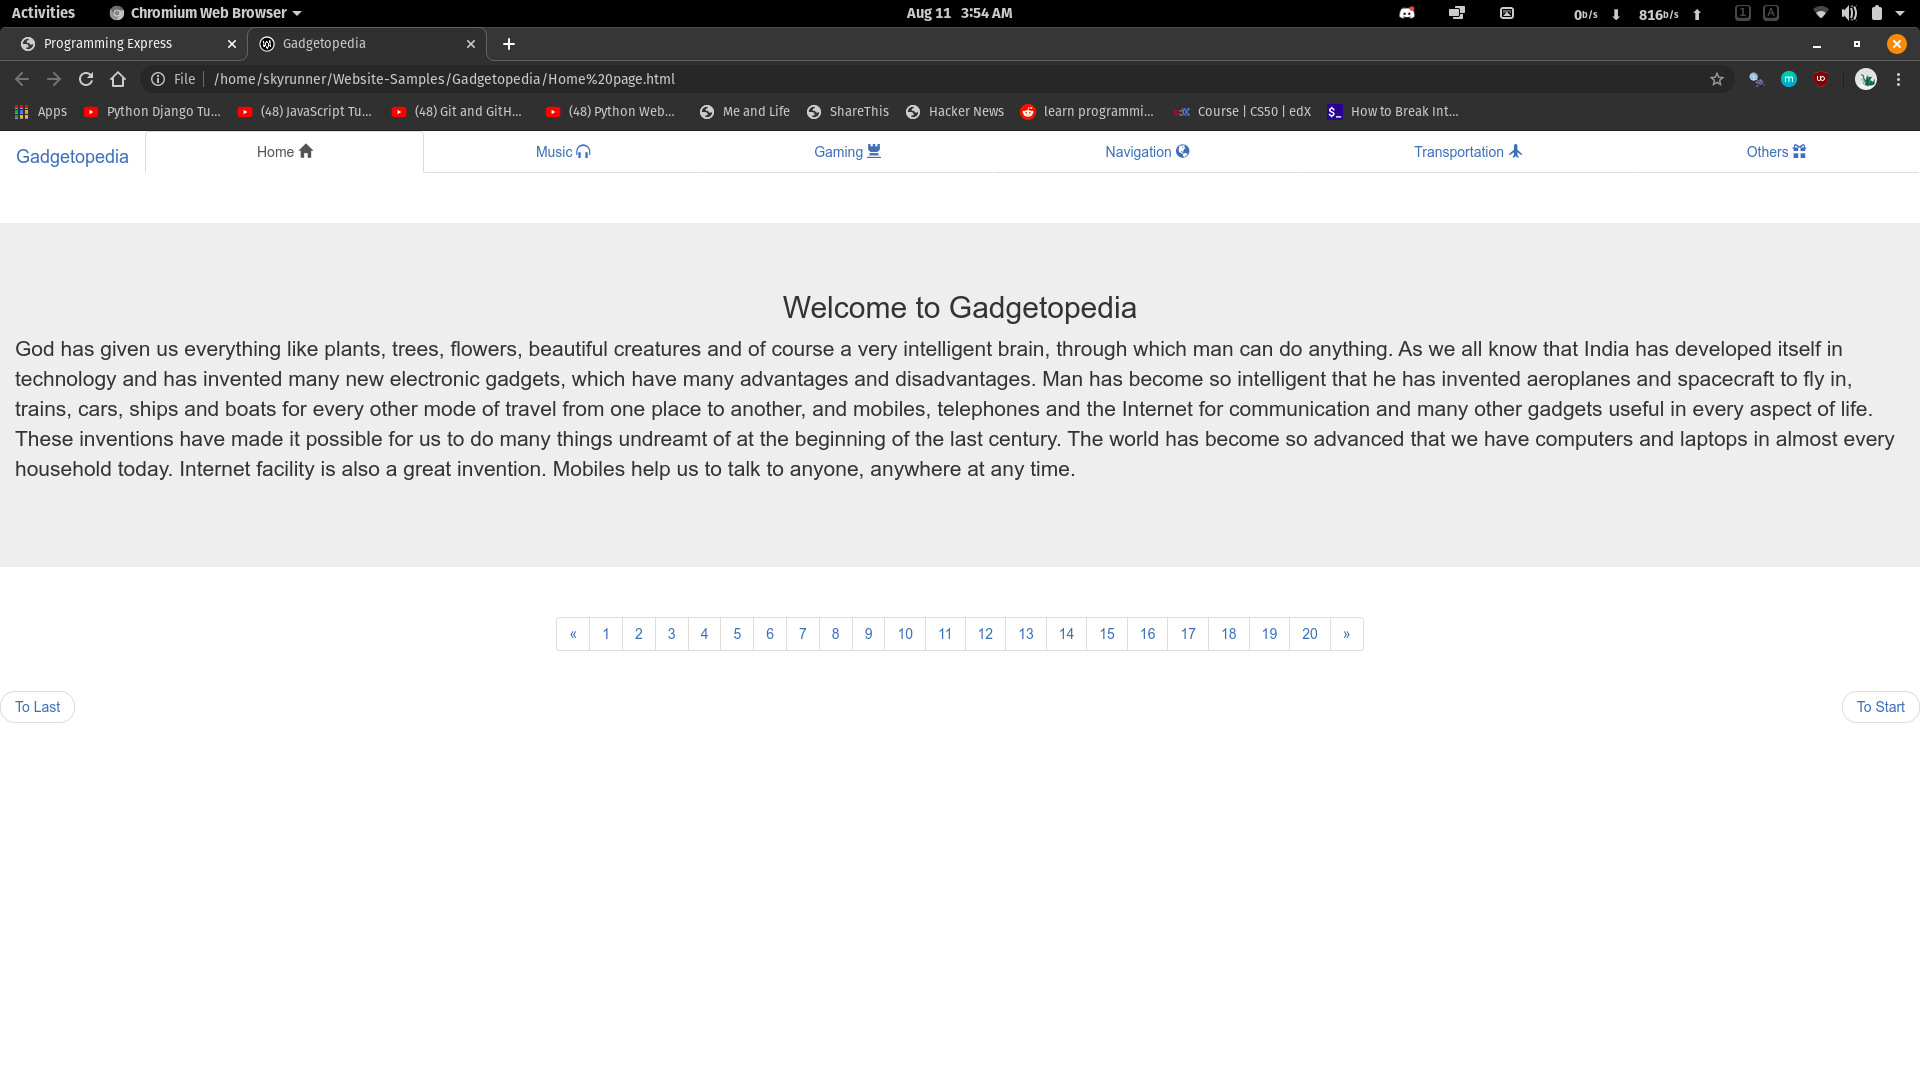 Activities Chromium Web Browser Aug 11 3:54 AM 0b/s 816b/s 1 A
Programming Express Gadgetopedia
File /home/skyrunner/Website-Samples/Gadgetopedia/Home%20page.html
Apps Python Django Tu... (48) JavaScript Tu... (48) Git and GitH... (48) Python Web... Me and Life ShareThis Hacker News learn programmi... Course | CS50 | edX How to Break Int...
Gadgetopedia Home Music Gaming Navigation Transportation Others
Welcome to Gadgetopedia
God has given us everything like plants, trees, flowers, beautiful creatures and of course a very intelligent brain, through which man can do anything. As we all know that India has developed itself in
technology and has invented many new electronic gadgets, which have many advantages and disadvantages. Man has become so intelligent that he has invented aeroplanes and spacecraft to fly in,
trains, cars, ships and boats for every other mode of travel from one place to another, and mobiles, telephones and the Internet for communication and many other gadgets useful in every aspect of life.
These inventions have made it possible for us to do many things undreamt of at the beginning of the last century. The world has become so advanced that we have computers and laptops in almost every
household today. Internet facility is also a great invention. Mobiles help us to talk to anyone, anywhere at any time.
« 1 2 3 4 5 6 7 8 9 10 11 12 13 14 15 16 17 18 19 20 »
To Last To Start